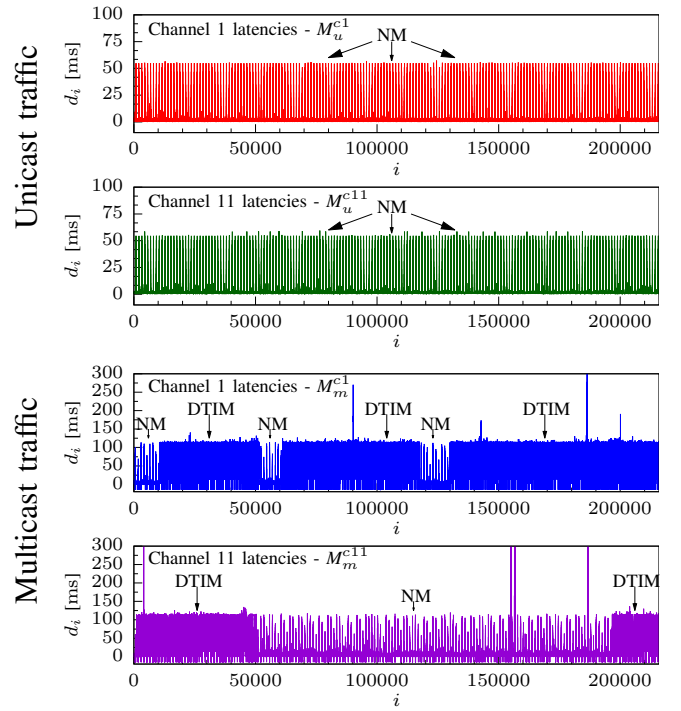 Unicast traffic
d_i [ms]
100
75
50
25
0
Channel 1 latencies - M_u^{c1}
NM
0 50000 100000 150000 200000
i
d_i [ms]
100
75
50
25
0
Channel 11 latencies - M_u^{c11}
NM
0 50000 100000 150000 200000
i
Multicast traffic
d_i [ms]
300
250
200
150
100
50
0
Channel 1 latencies - M_m^{c1}
NM DTIM NM DTIM NM DTIM
0 50000 100000 150000 200000
i
d_i [ms]
300
250
200
150
100
50
0
Channel 11 latencies - M_m^{c11}
DTIM NM DTIM
0 50000 100000 150000 200000
i